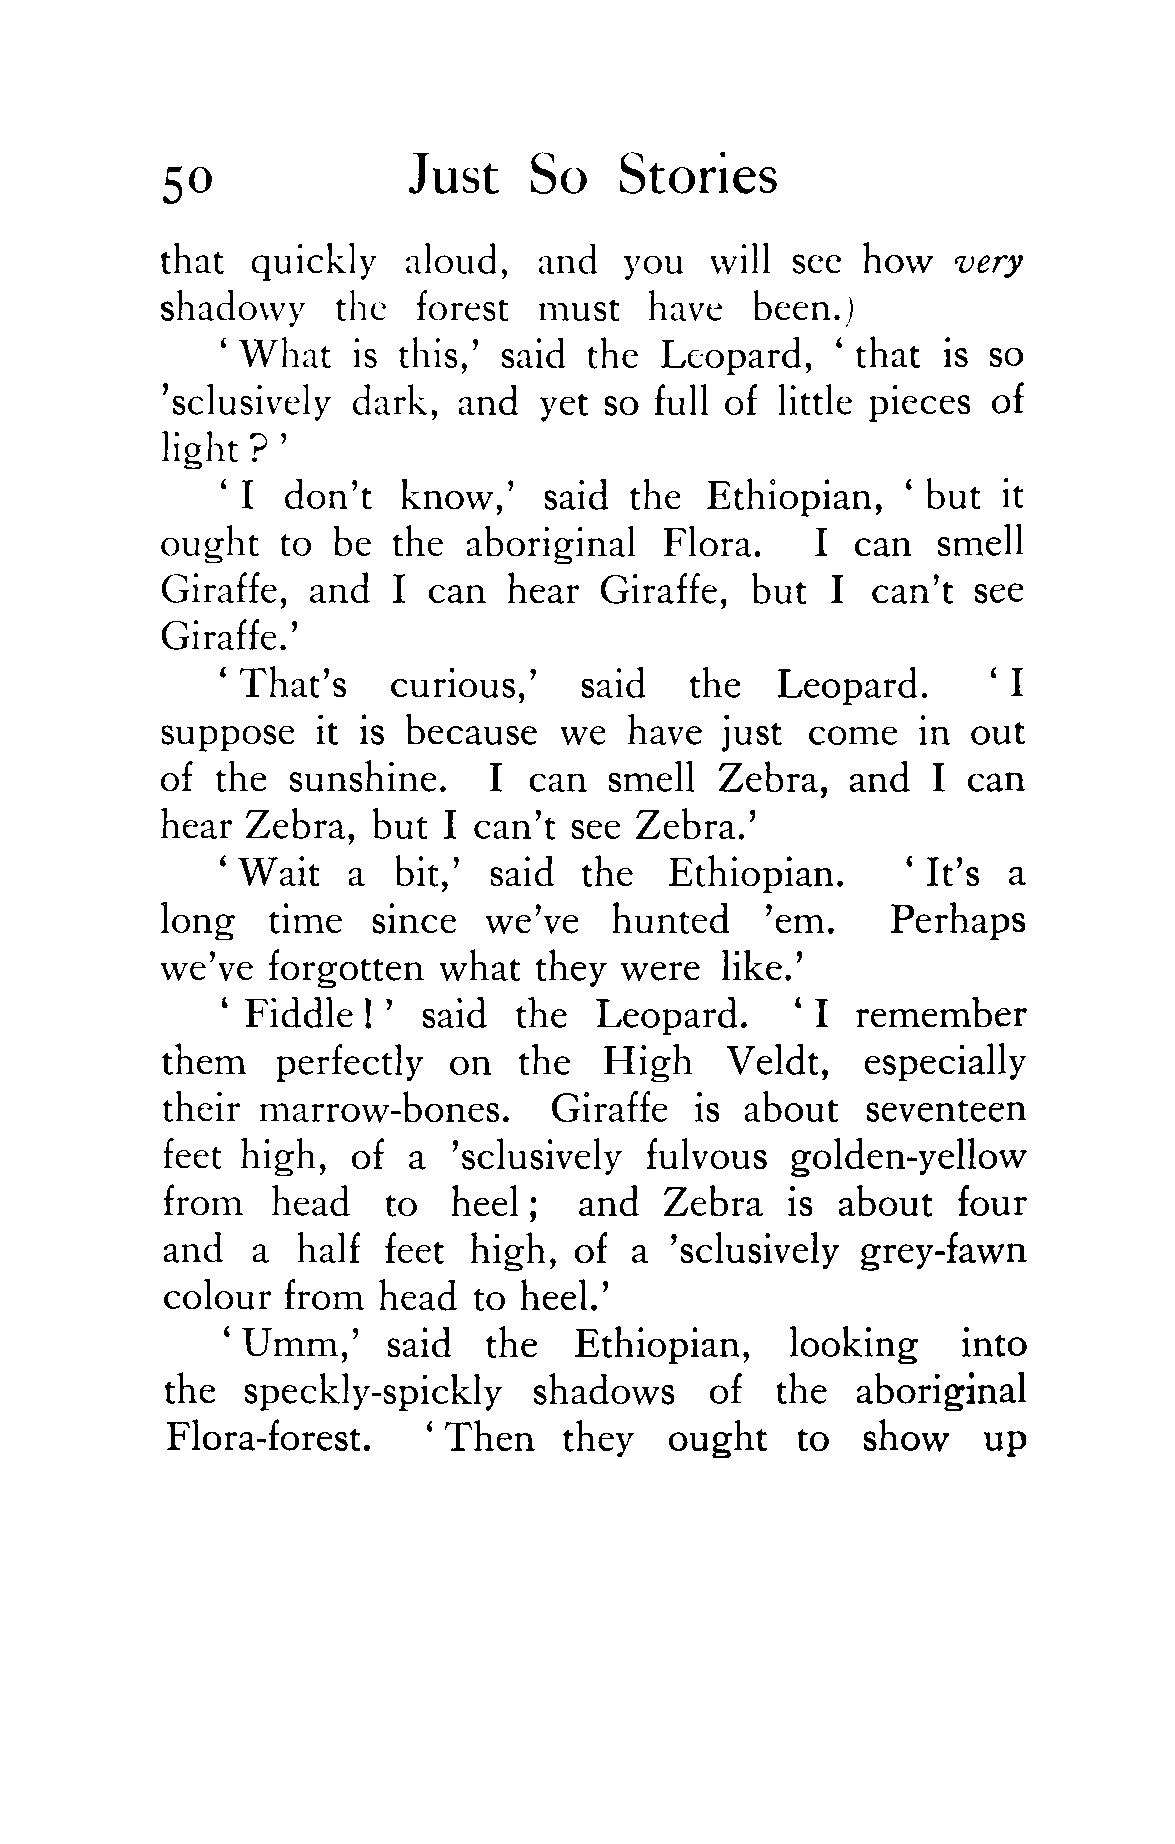 50 Just So Stories
that quickly aloud, and you will see how very
shadowy the forest must have been.)
‘ What is this,’ said the Leopard, ‘ that is so
’sclusively dark, and yet so full of little pieces of
light ? ’
‘ I don’t know,’ said the Ethiopian, ‘ but it
ought to be the aboriginal Flora. I can smell
Giraffe, and I can hear Giraffe, but I can’t see
Giraffe.’
‘ That’s curious,’ said the Leopard. ‘ I
suppose it is because we have just come in out
of the sunshine. I can smell Zebra, and I can
hear Zebra, but I can’t see Zebra.’
‘ Wait a bit,’ said the Ethiopian. ‘ It’s a
long time since we’ve hunted ’em. Perhaps
we’ve forgotten what they were like.’
‘ Fiddle ! ’ said the Leopard. ‘ I remember
them perfectly on the High Veldt, especially
their marrow-bones. Giraffe is about seventeen
feet high, of a ’sclusively fulvous golden-yellow
from head to heel ; and Zebra is about four
and a half feet high, of a ’sclusively grey-fawn
colour from head to heel.’
‘ Umm,’ said the Ethiopian, looking into
the speckly-spickly shadows of the aboriginal
Flora-forest. ‘ Then they ought to show up